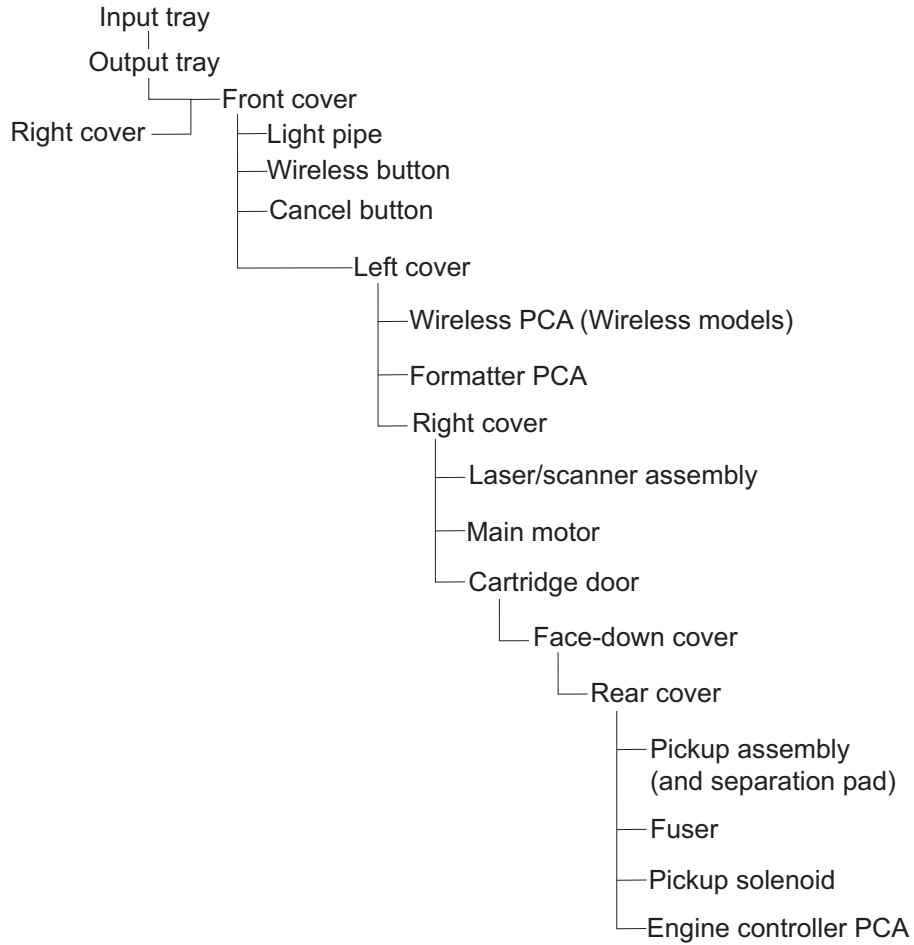 Input tray
Output tray
Front cover
Right cover
Light pipe
Wireless button
Cancel button
Left cover
Wireless PCA (Wireless models)
Formatter PCA
Right cover
Laser/scanner assembly
Main motor
Cartridge door
Face-down cover
Rear cover
Pickup assembly
(and separation pad)
Fuser
Pickup solenoid
Engine controller PCA